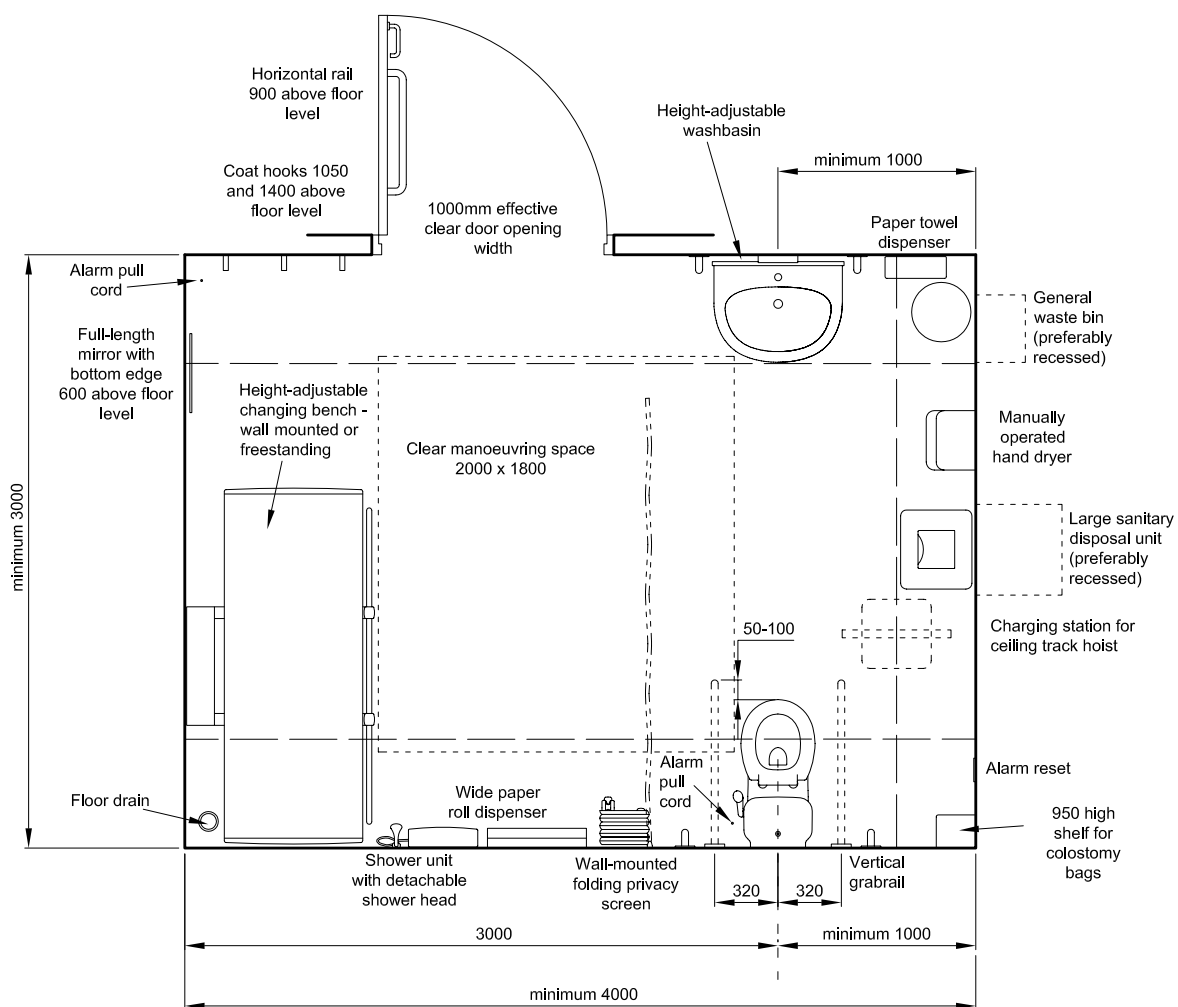 Horizontal rail
900 above floor
level
Height-adjustable
washbasin
minimum 1000
Coat hooks 1050
and 1400 above
floor level
1000mm effective
clear door opening
width
Paper towel
dispenser
Alarm pull
cord
General
waste bin
(preferably
recessed)
Full-length
mirror with
bottom edge
600 above floor
level
Height-adjustable
changing bench -
wall mounted or
freestanding
Clear manoeuvring space
2000 x 1800
Manually
operated
hand dryer
minimum 3000
Large sanitary
disposal unit
(preferably
recessed)
50-100
Charging station for
ceiling track hoist
Alarm
pull
cord
Alarm reset
Floor drain
Wide paper
roll dispenser
950 high
shelf for
colostomy
bags
Shower unit
with detachable
shower head
Wall-mounted
folding privacy
screen
Vertical
grabrail
320
320
3000
minimum 1000
minimum 4000